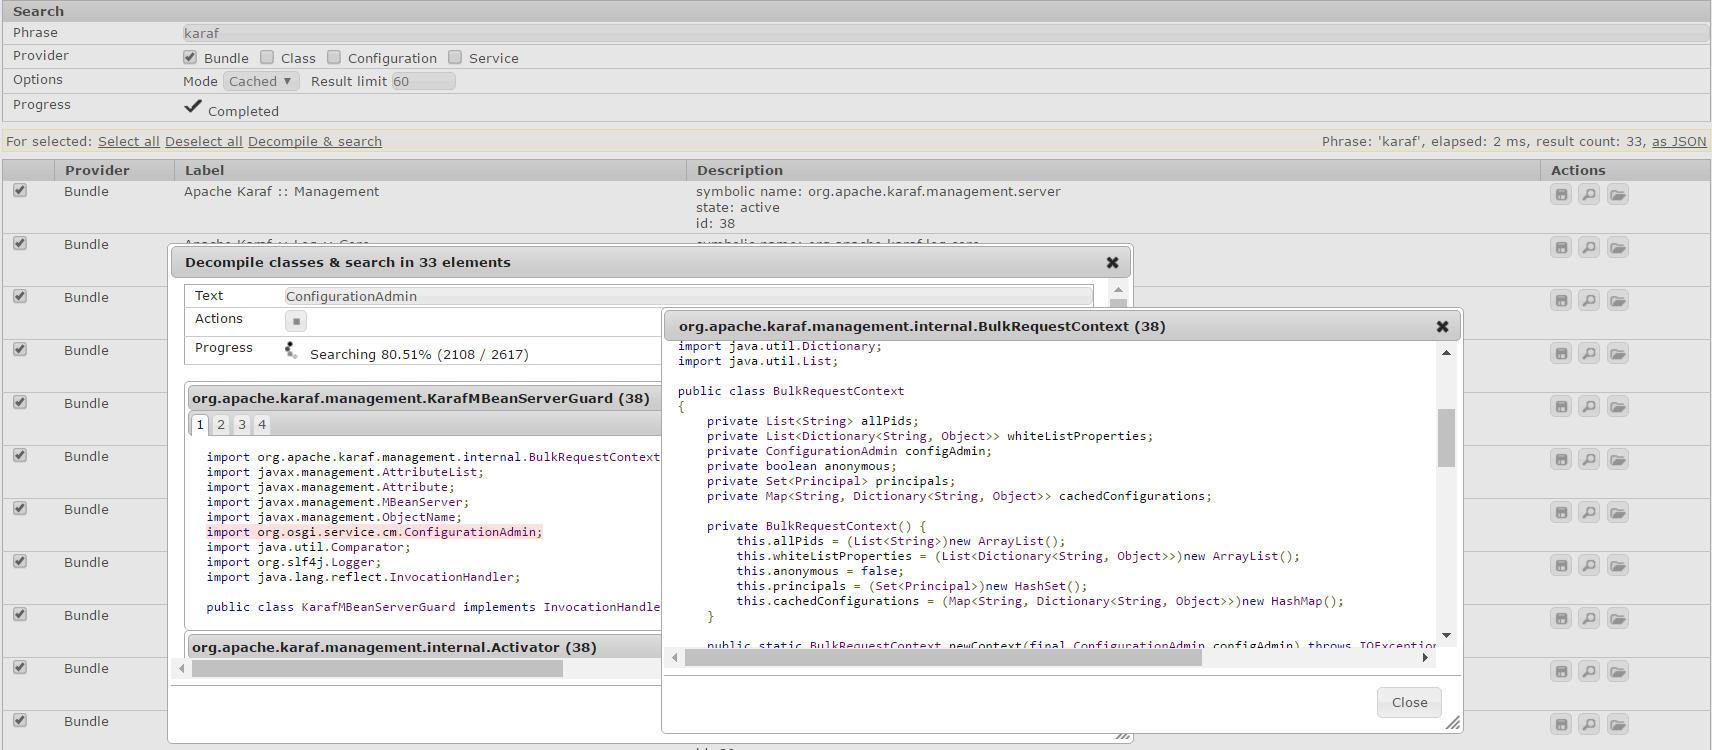 Search
Phrase karaf
Provider Bundle Class Configuration Service
Options Mode Cached ▼ Result limit 60
Progress Completed
For selected: Select all Deselect all Decompile & search Phrase: 'karaf', elapsed: 2 ms, result count: 33, as JSON
Provider Label Description Actions
Bundle Apache Karaf :: Management symbolic name: org.apache.karaf.management.server
state: active
id: 38
Bundle Apache Karaf :: Log :: Core symbolic name: org.apache.karaf.log.core
Bundle
Bundle
Bundle
Bundle
Bundle
Bundle
Bundle
Bundle
Bundle
Decompile classes & search in 33 elements
Text ConfigurationAdmin
Actions
Progress Searching 80.51% (2108 / 2617)
org.apache.karaf.management.KarafMBeanServerGuard (38)
1 2 3 4
import org.apache.karaf.management.internal.BulkRequestContext
import javax.management.AttributeList;
import javax.management.Attribute;
import javax.management.MBeanServer;
import javax.management.ObjectName;
import org.osgi.service.cm.ConfigurationAdmin;
import java.util.Comparator;
import org.slf4j.Logger;
import java.lang.reflect.InvocationHandler;
public class KarafMBeanServerGuard implements InvocationHandle
org.apache.karaf.management.internal.Activator (38)
org.apache.karaf.management.internal.BulkRequestContext (38)
import java.util.Dictionary;
import java.util.List;
public class BulkRequestContext
{
private List<String> allPids;
private List<Dictionary<String, Object>> whiteListProperties;
private ConfigurationAdmin configAdmin;
private boolean anonymous;
private Set<Principal> principals;
private Map<String, Dictionary<String, Object>> cachedConfigurations;
private BulkRequestContext() {
this.allPids = (List<String>)new ArrayList();
this.whiteListProperties = (List<Dictionary<String, Object>>)new ArrayList();
this.anonymous = false;
this.principals = (Set<Principal>)new HashSet();
this.cachedConfigurations = (Map<String, Dictionary<String, Object>>)new HashMap();
}
public static BulkRequestContext newContext(final ConfigurationAdmin configAdmin) throws IOException
Close